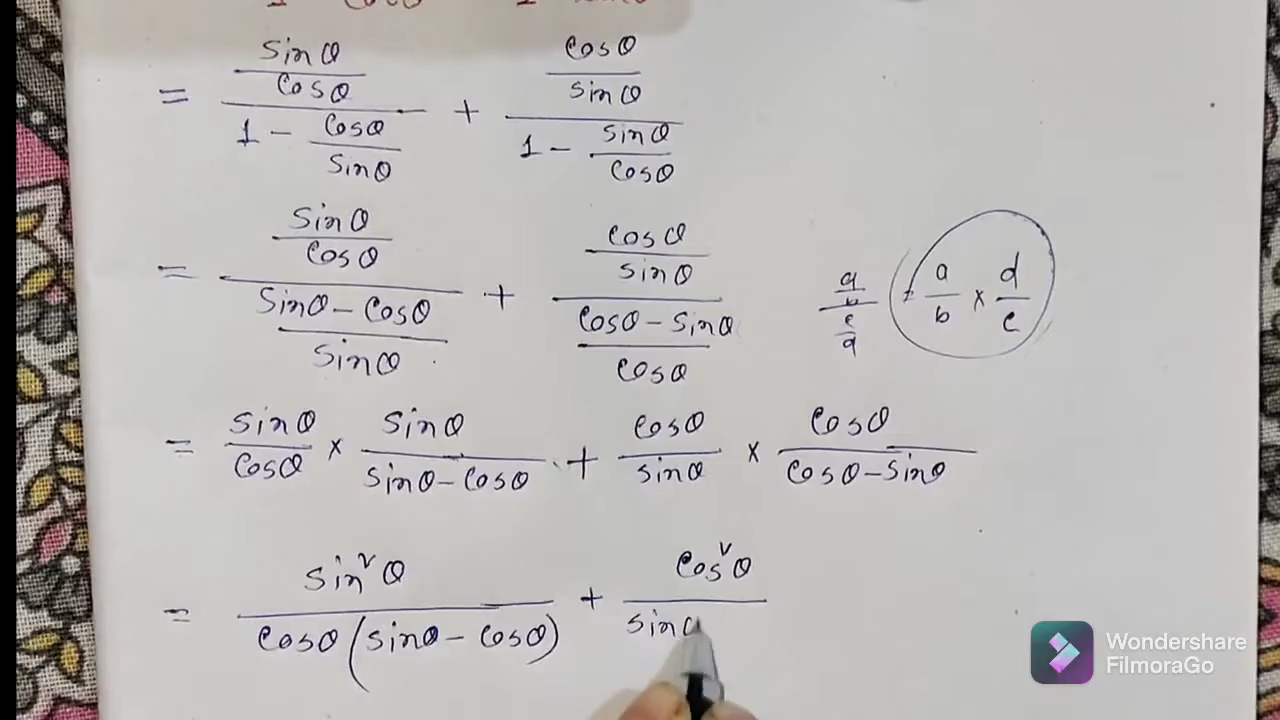 = sinθ/cosθ / 1 - cosθ/sinθ + cosθ/sinθ / 1 - sinθ/cosθ
= sinθ/cosθ / sinθ - cosθ/sinθ + cosθ/sinθ / cosθ - sinθ/cosθ
a/b / c/d = a/b × d/c
= sinθ/cosθ × sinθ/sinθ - cosθ + cosθ/sinθ × cosθ/cosθ - sinθ
= sin²θ/cosθ(sinθ - cosθ) + cos²θ/sinθ
Wondershare
FilmoraGo